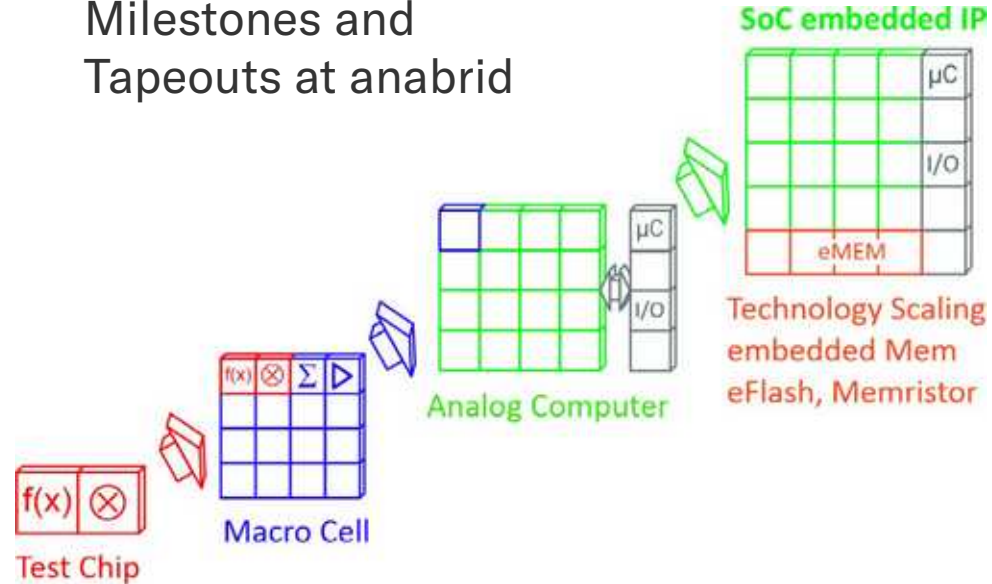 Milestones and
Tapeouts at anabrid
SoC embedded IP
μC
I/O
eMEM
Technology Scaling
embedded Mem
eFlash, Memristor
μC
I/O
Analog Computer
f(x) ⊗ Σ ▷
Macro Cell
f(x) ⊗
Test Chip